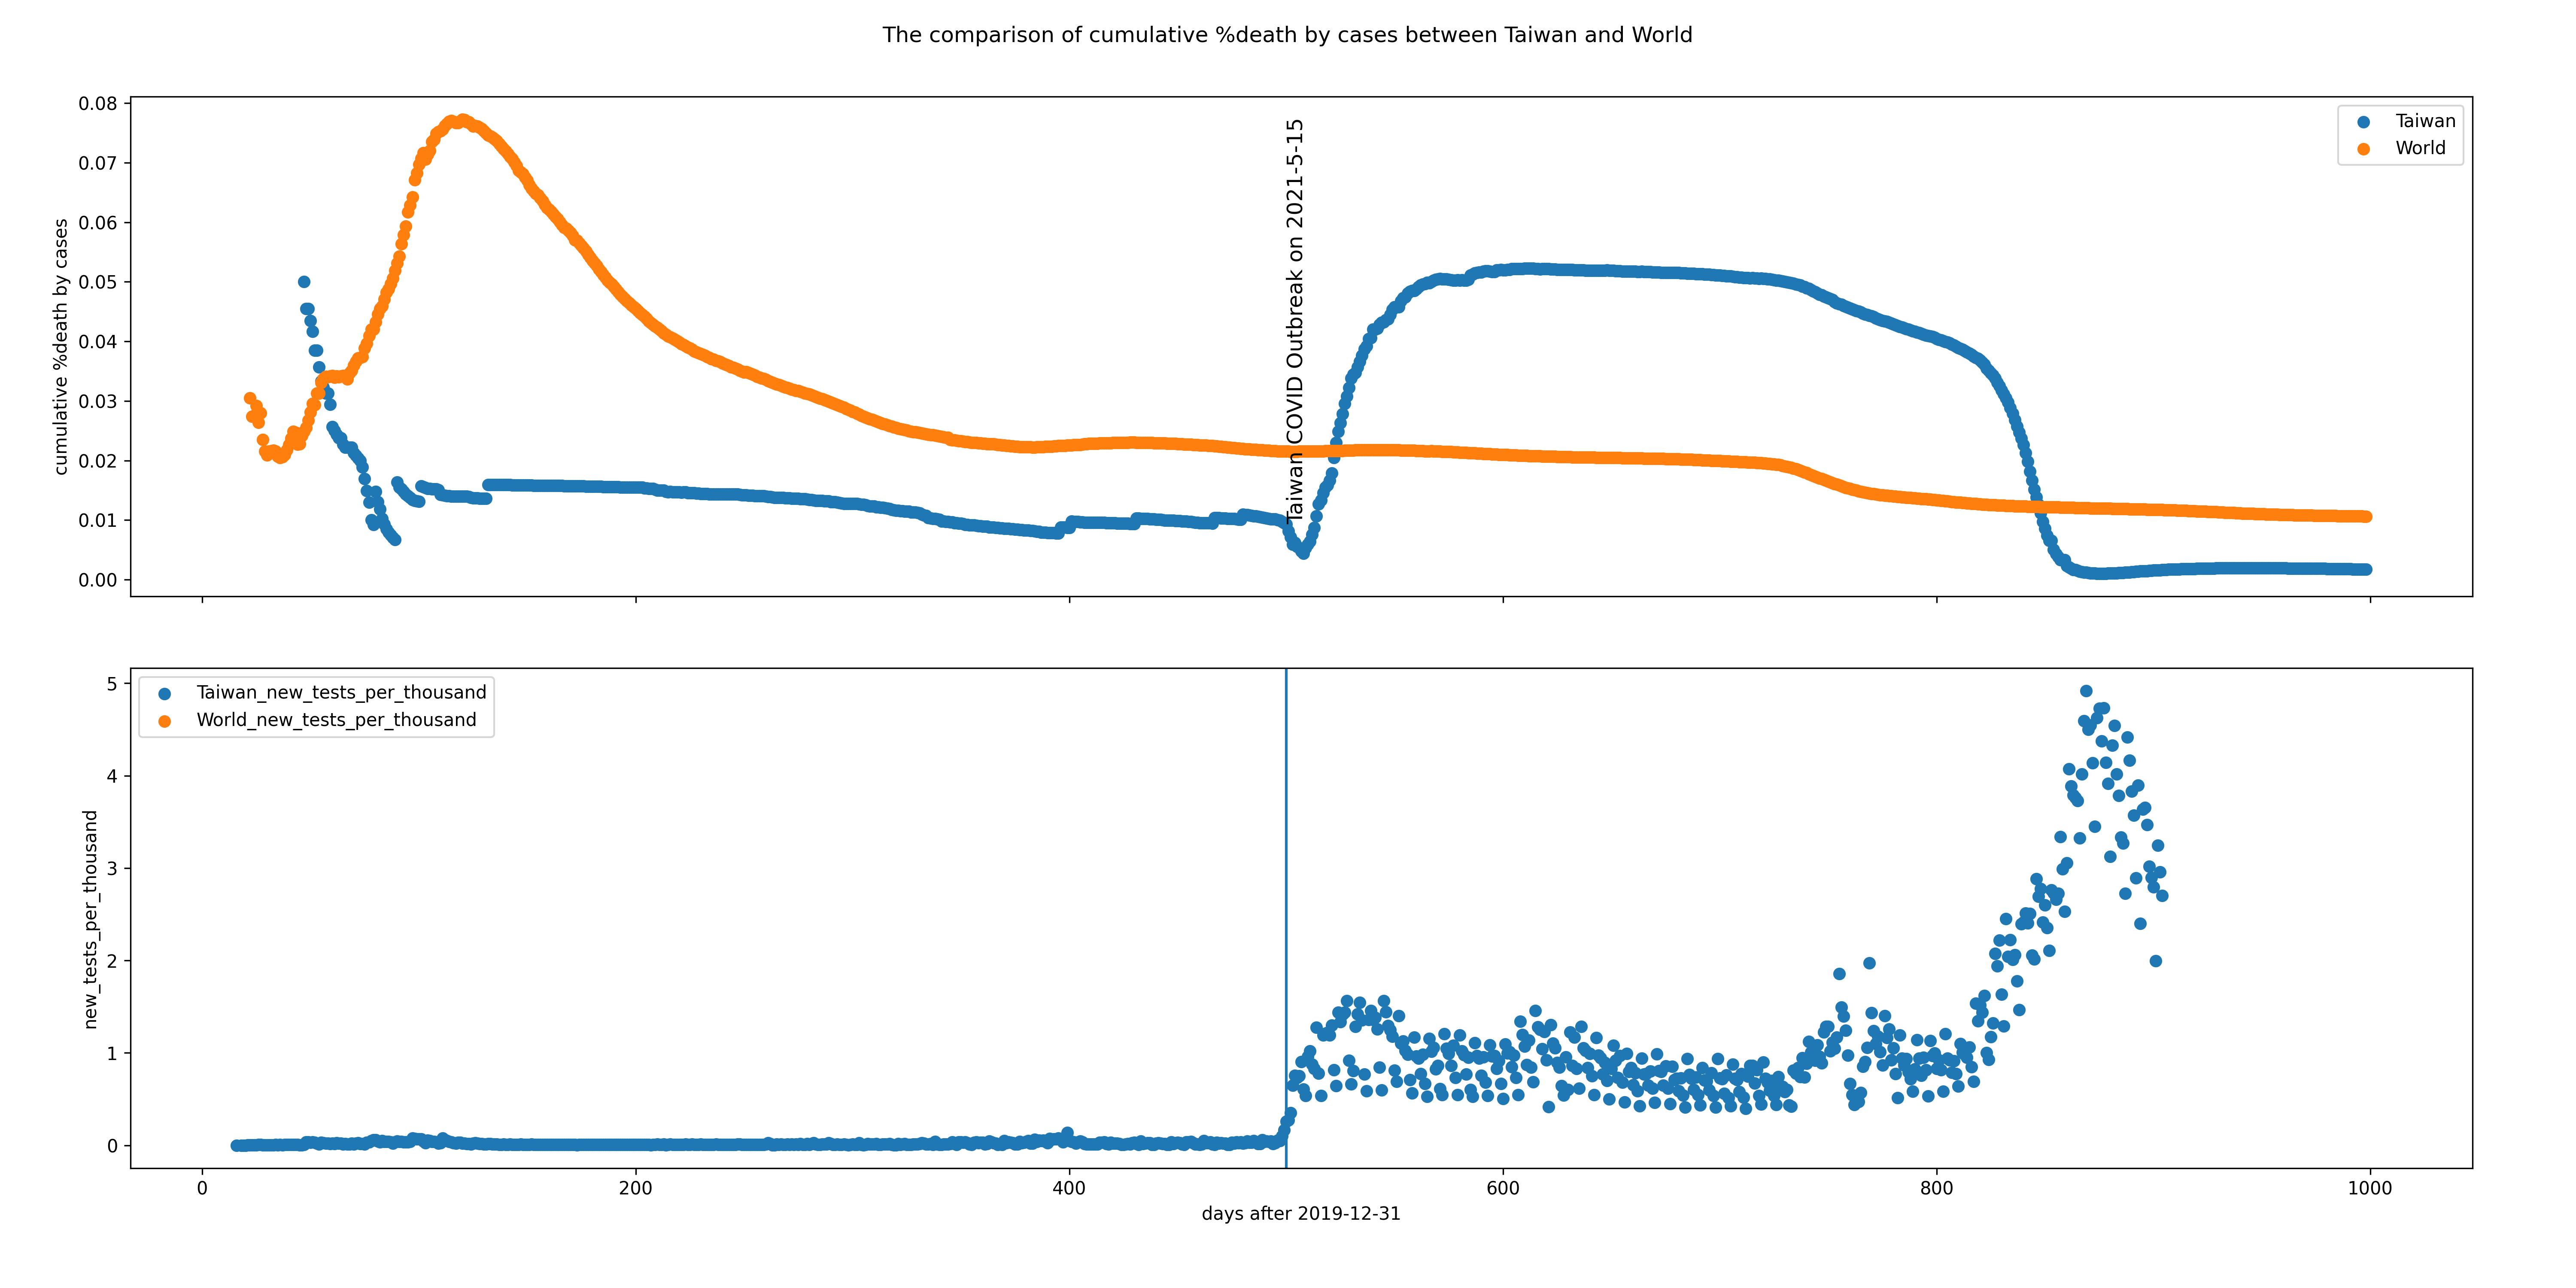 The comparison of cumulative %death by cases between Taiwan and World
0.08
0.07
0.06
0.05
0.04
0.03
0.02
0.01
0.00
cumulative %death by cases
Taiwan COVID Outbreak on 2021-5-15
Taiwan
World
5
4
3
2
1
0
new_tests_per_thousand
Taiwan_new_tests_per_thousand
World_new_tests_per_thousand
0
200
400
600
800
1000
days after 2019-12-31